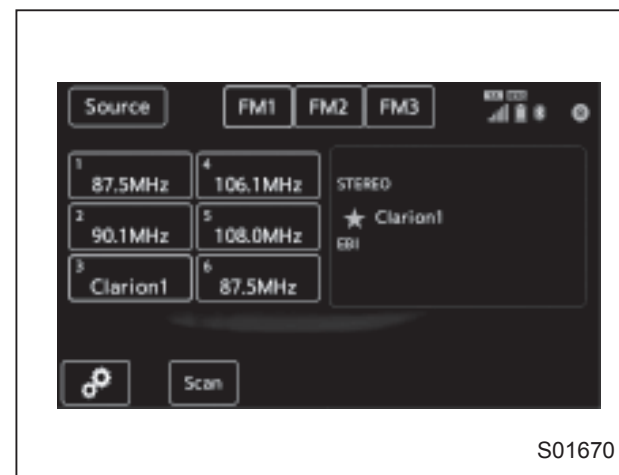 Source FM1 FM2 FM3
1 87.5MHz 4 106.1MHz
STEREO
2 90.1MHz 5 108.0MHz
★ Clarion1
EBI
3 Clarion1 6 87.5MHz
Scan
S01670